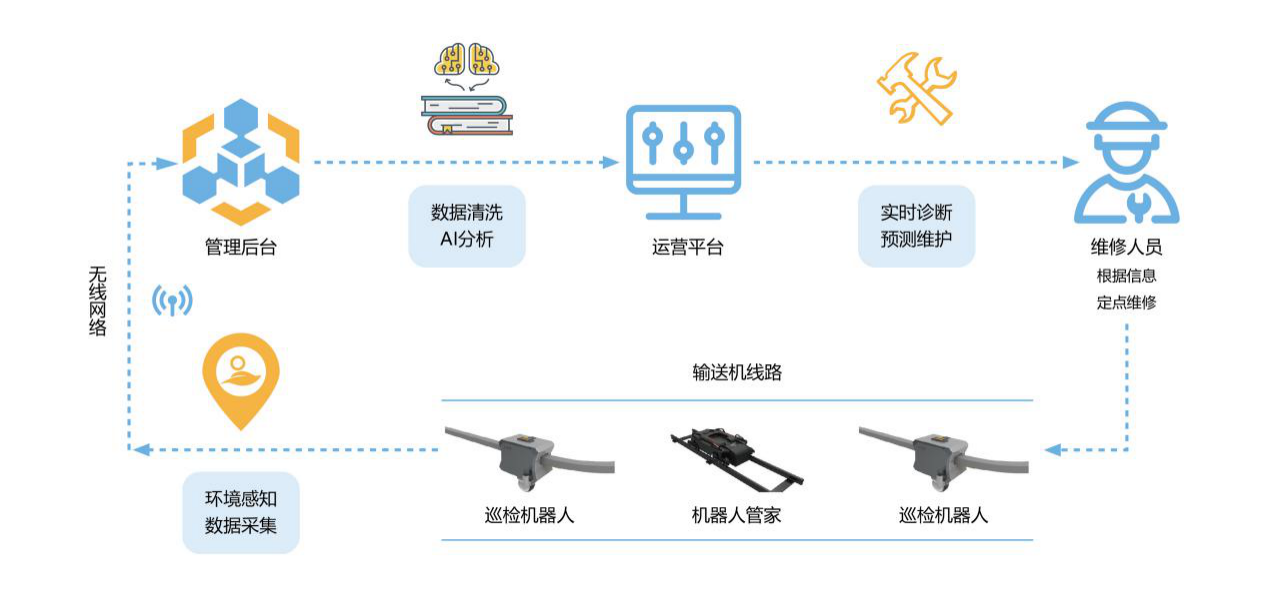 数据清洗
AI分析
实时诊断
预测维护
管理后台
运营平台
维修人员
根据信息
定点维修
无线网络
输送机线路
环境感知
数据采集
巡检机器人
机器人管家
巡检机器人